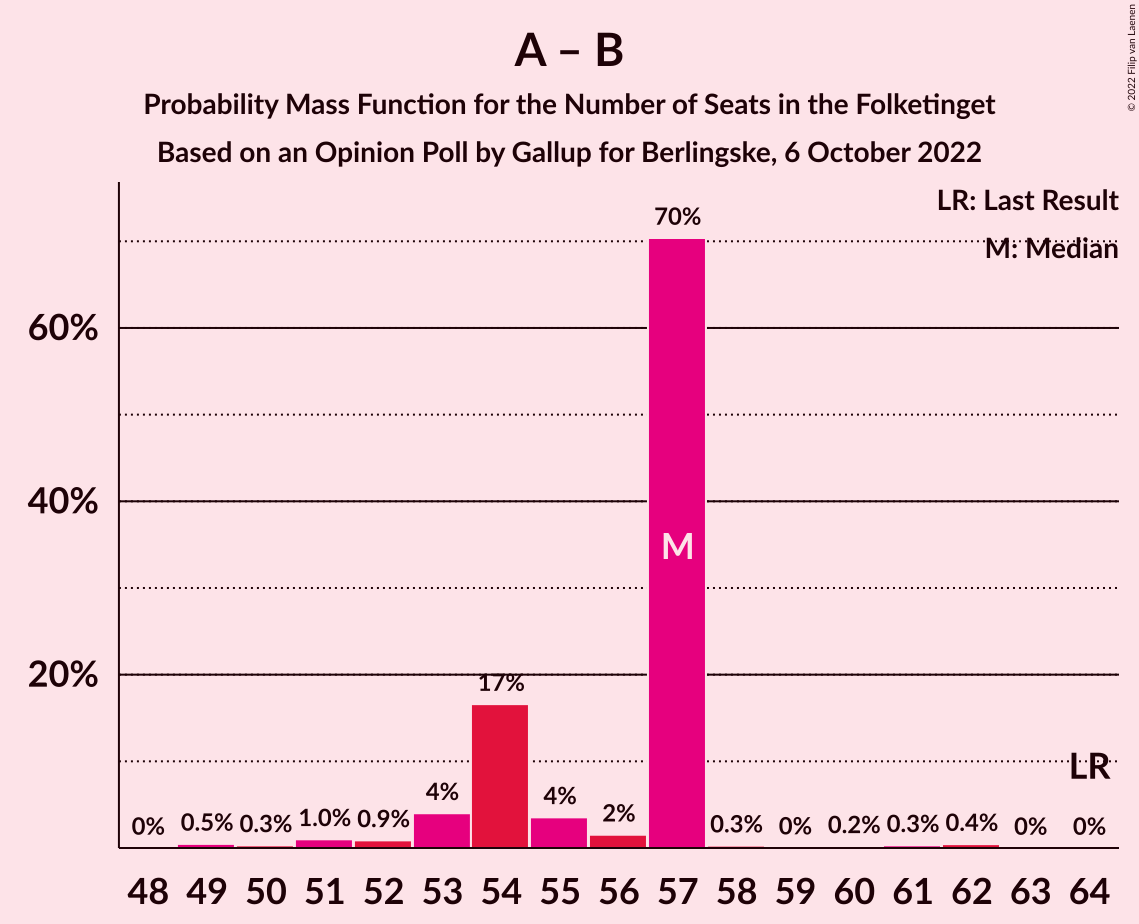 A – B
Probability Mass Function for the Number of Seats in the Folketinget
Based on an Opinion Poll by Gallup for Berlingske, 6 October 2022
© 2022 Filip van Laenen
LR: Last Result
M: Median
60%
40%
20%
0% 0.5% 0.3% 1.0% 0.9% 4% 17% 4% 2% 70% 0.3% 0% 0.2% 0.3% 0.4% 0% 0%
M
LR
48 49 50 51 52 53 54 55 56 57 58 59 60 61 62 63 64